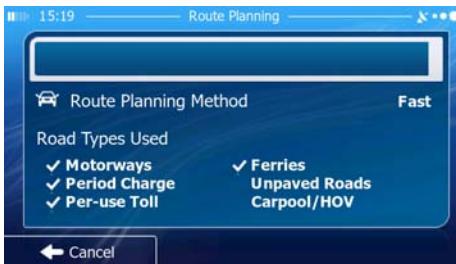 15:19 Route Planning
Route Planning Method Fast
Road Types Used
Motorways Ferries
Period Charge Unpaved Roads
Per-use Toll Carpool/HOV
Cancel